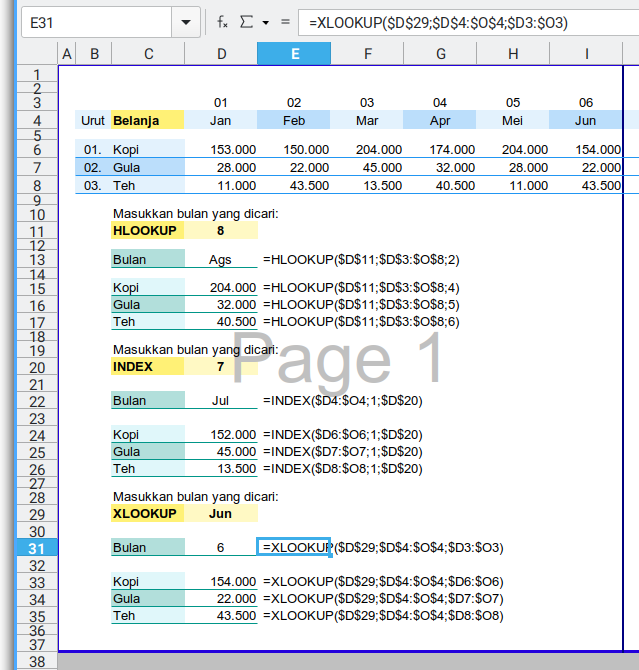 E31 fx Σ = =XLOOKUP($D$29;$D$4:$O$4;$D3:$O3)
A B C D E F G H I
1
2
3 01 02 03 04 05 06
4 Urut Belanja Jan Feb Mar Apr Mei Jun
5
6 01. Kopi 153.000 150.000 204.000 174.000 204.000 154.000
7 02. Gula 28.000 22.000 45.000 32.000 28.000 22.000
8 03. Teh 11.000 43.500 13.500 40.500 11.000 43.500
9
10 Masukkan bulan yang dicari:
11 HLOOKUP 8
12
13 Bulan Ags =HLOOKUP($D$11;$D$3:$O$8;2)
14
15 Kopi 204.000 =HLOOKUP($D$11;$D$3:$O$8;4)
16 Gula 32.000 =HLOOKUP($D$11;$D$3:$O$8;5)
17 Teh 40.500 =HLOOKUP($D$11;$D$3:$O$8;6)
18
19 Masukkan bulan yang dicari:
Page 1
20 INDEX 7
21
22 Bulan Jul =INDEX($D4:$O4;1;$D$20)
23
24 Kopi 152.000 =INDEX($D6:$O6;1;$D$20)
25 Gula 45.000 =INDEX($D7:$O7;1;$D$20)
26 Teh 13.500 =INDEX($D8:$O8;1;$D$20)
27
28 Masukkan bulan yang dicari:
29 XLOOKUP Jun
30
31 Bulan 6 =XLOOKUP($D$29;$D$4:$O$4;$D3:$O3)
32
33 Kopi 154.000 =XLOOKUP($D$29;$D$4:$O$4;$D6:$O6)
34 Gula 22.000 =XLOOKUP($D$29;$D$4:$O$4;$D7:$O7)
35 Teh 43.500 =XLOOKUP($D$29;$D$4:$O$4;$D8:$O8)
36
37
38